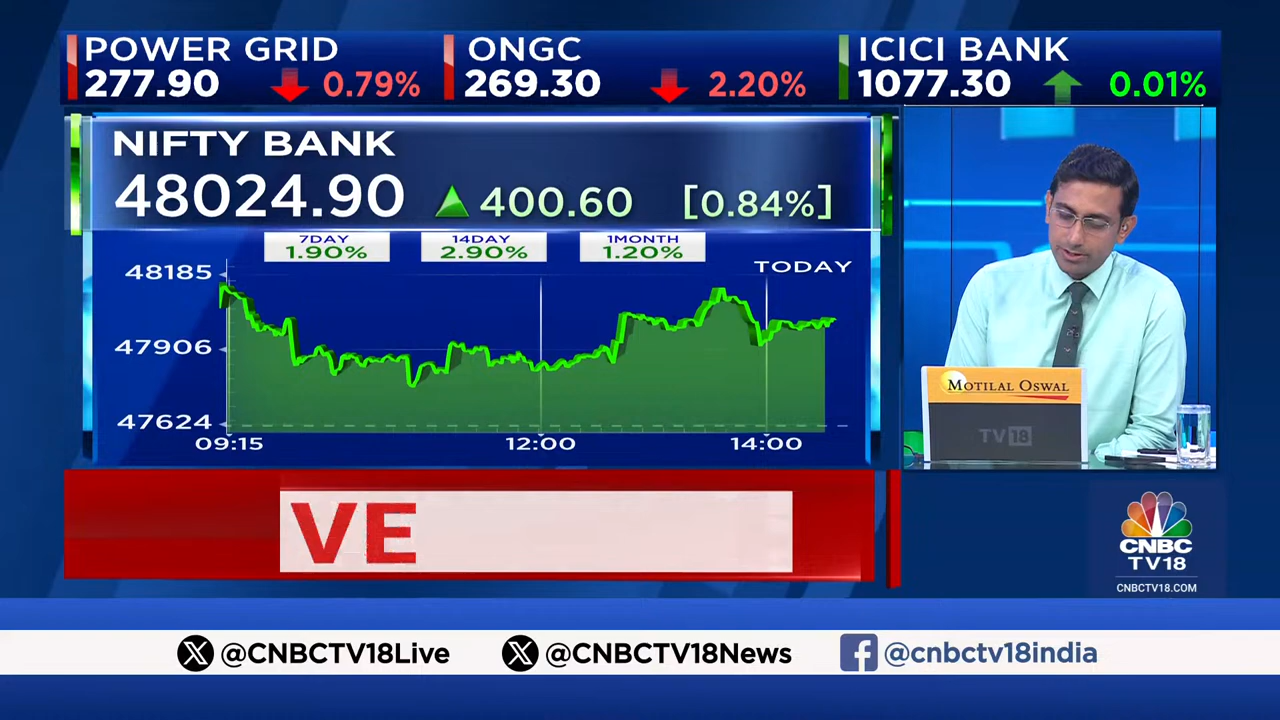 POWER GRID
277.90 0.79%
ONGC
269.30 2.20%
ICICI BANK
1077.30 0.01%
NIFTY BANK
48024.90 400.60 [0.84%]
7DAY
1.90%
14DAY
2.90%
1MONTH
1.20%
TODAY
48185
47906
47624
09:15 12:00 14:00
MOTILAL OSWAL
TV18
VE
CNBC
TV18
CNBCTV18.COM
@CNBCTV18Live @CNBCTV18News @cnbctv18india